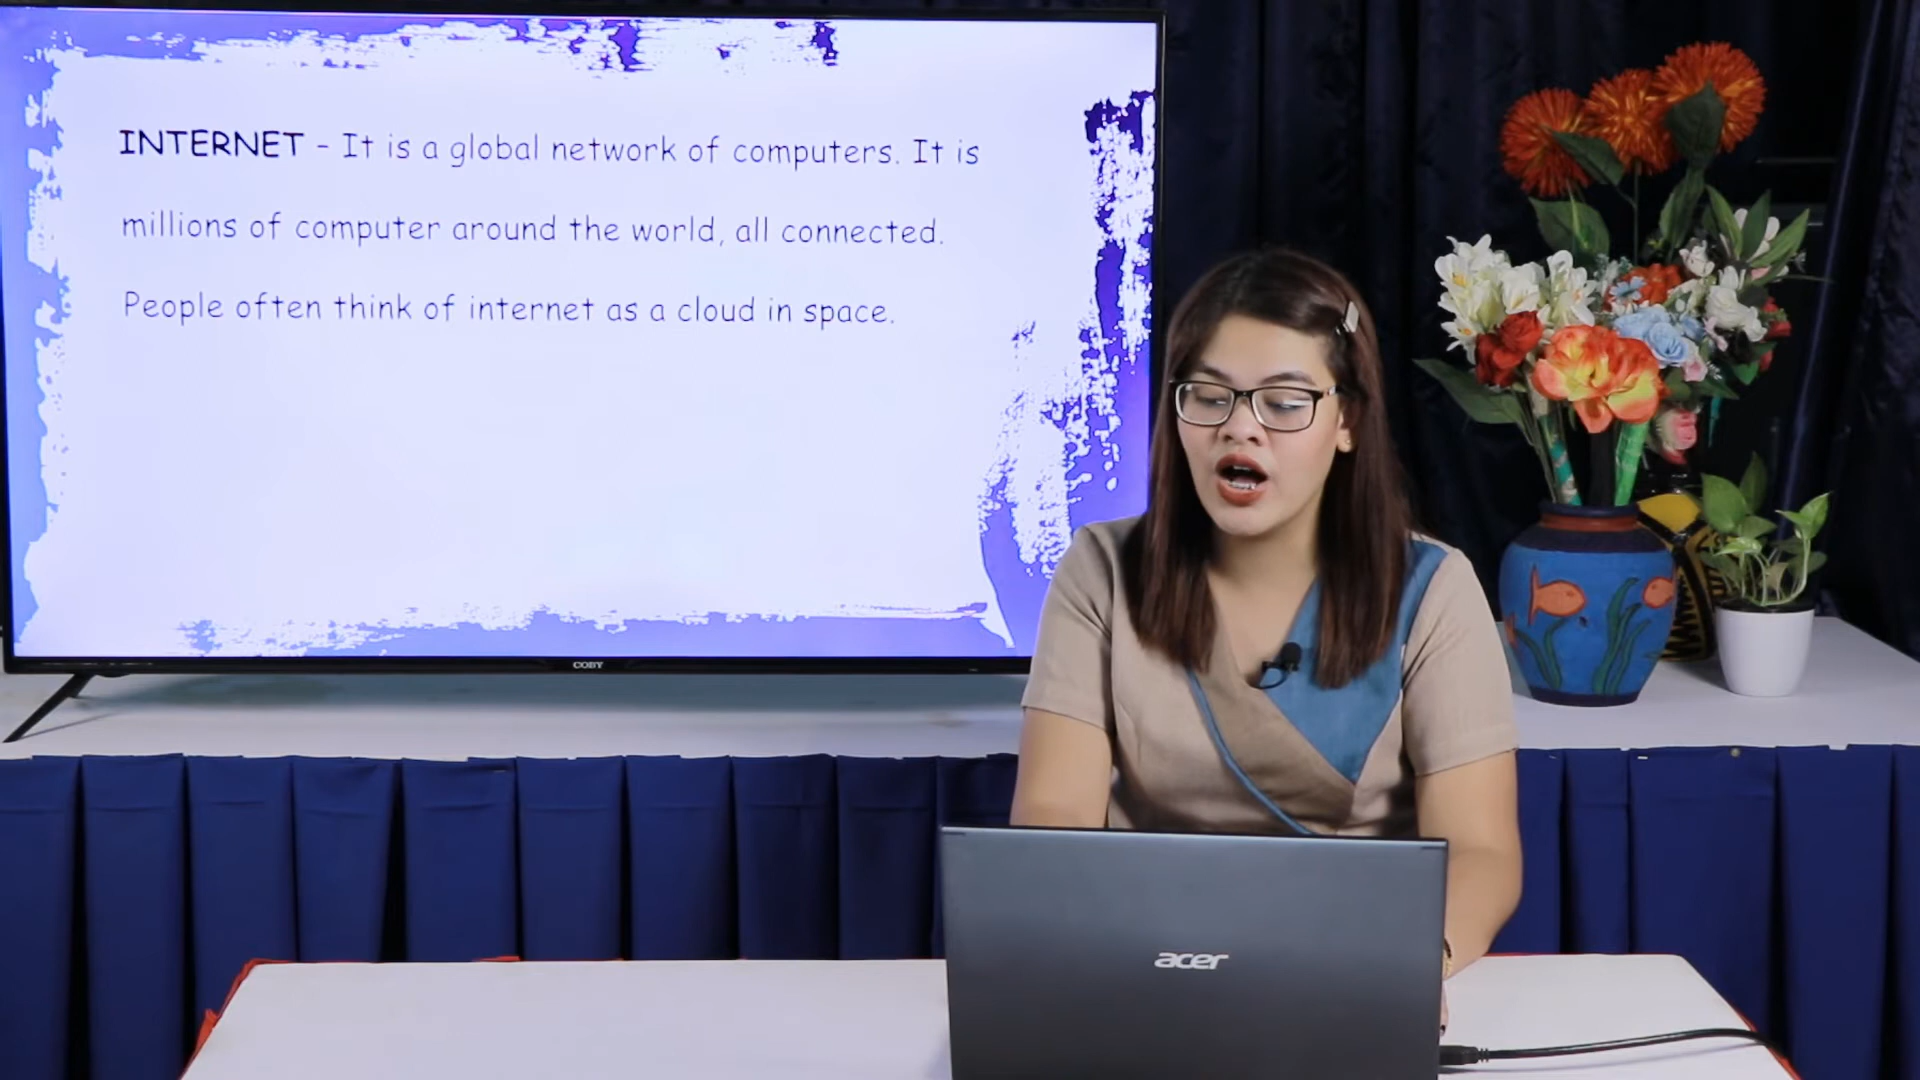 INTERNET - It is a global network of computers. It is
millions of computer around the world, all connected.
People often think of internet as a cloud in space.
COBY
acer